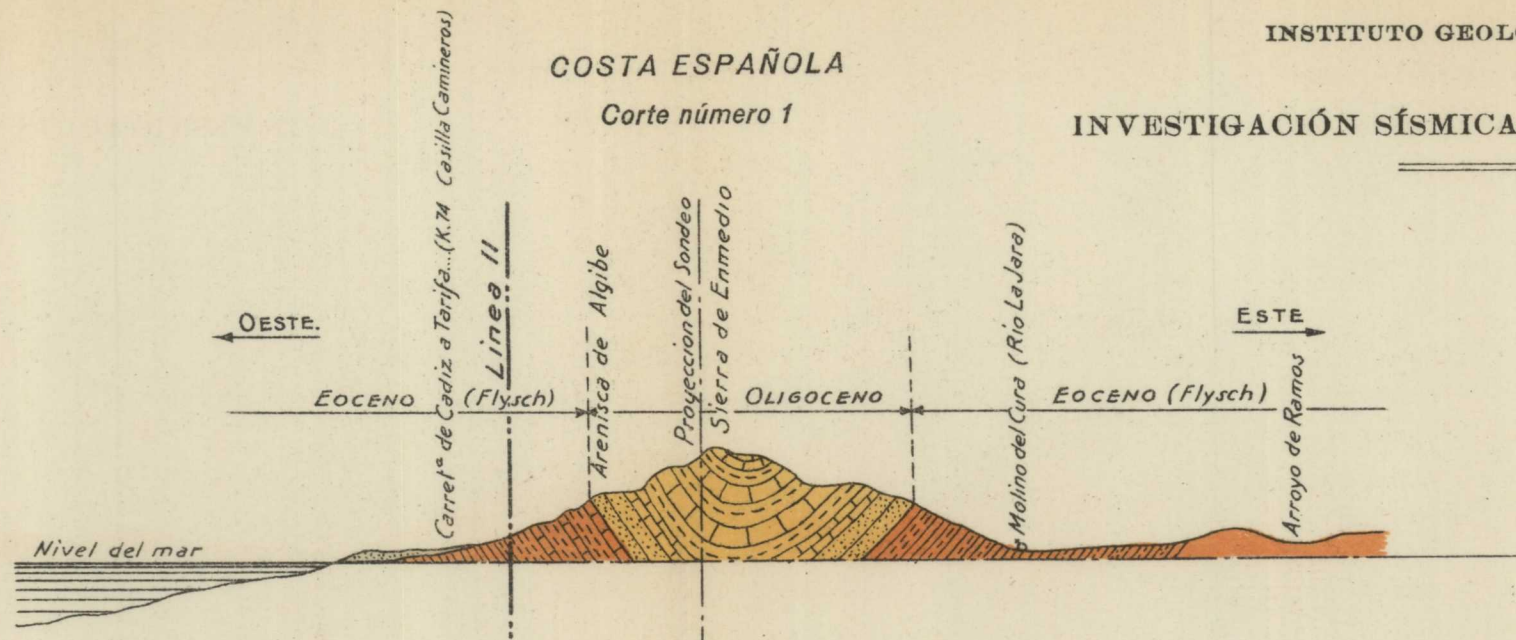 INSTITUTO GEOL
COSTA ESPAÑOLA
Corte número 1
INVESTIGACIÓN SÍSMICA
Carretª de Cadiz a Tarifa...(K.74 Casilla Camineros)
Linea II
Arenisca de Algibe
Proyeccion del Sondeo
Sierra de Enmedio
Molino del Cura (Rio La Jara)
Arroyo de Ramos
OESTE.
ESTE
EOCENO (Flysch)
OLIGOCENO
EOCENO (Flysch)
Nivel del mar